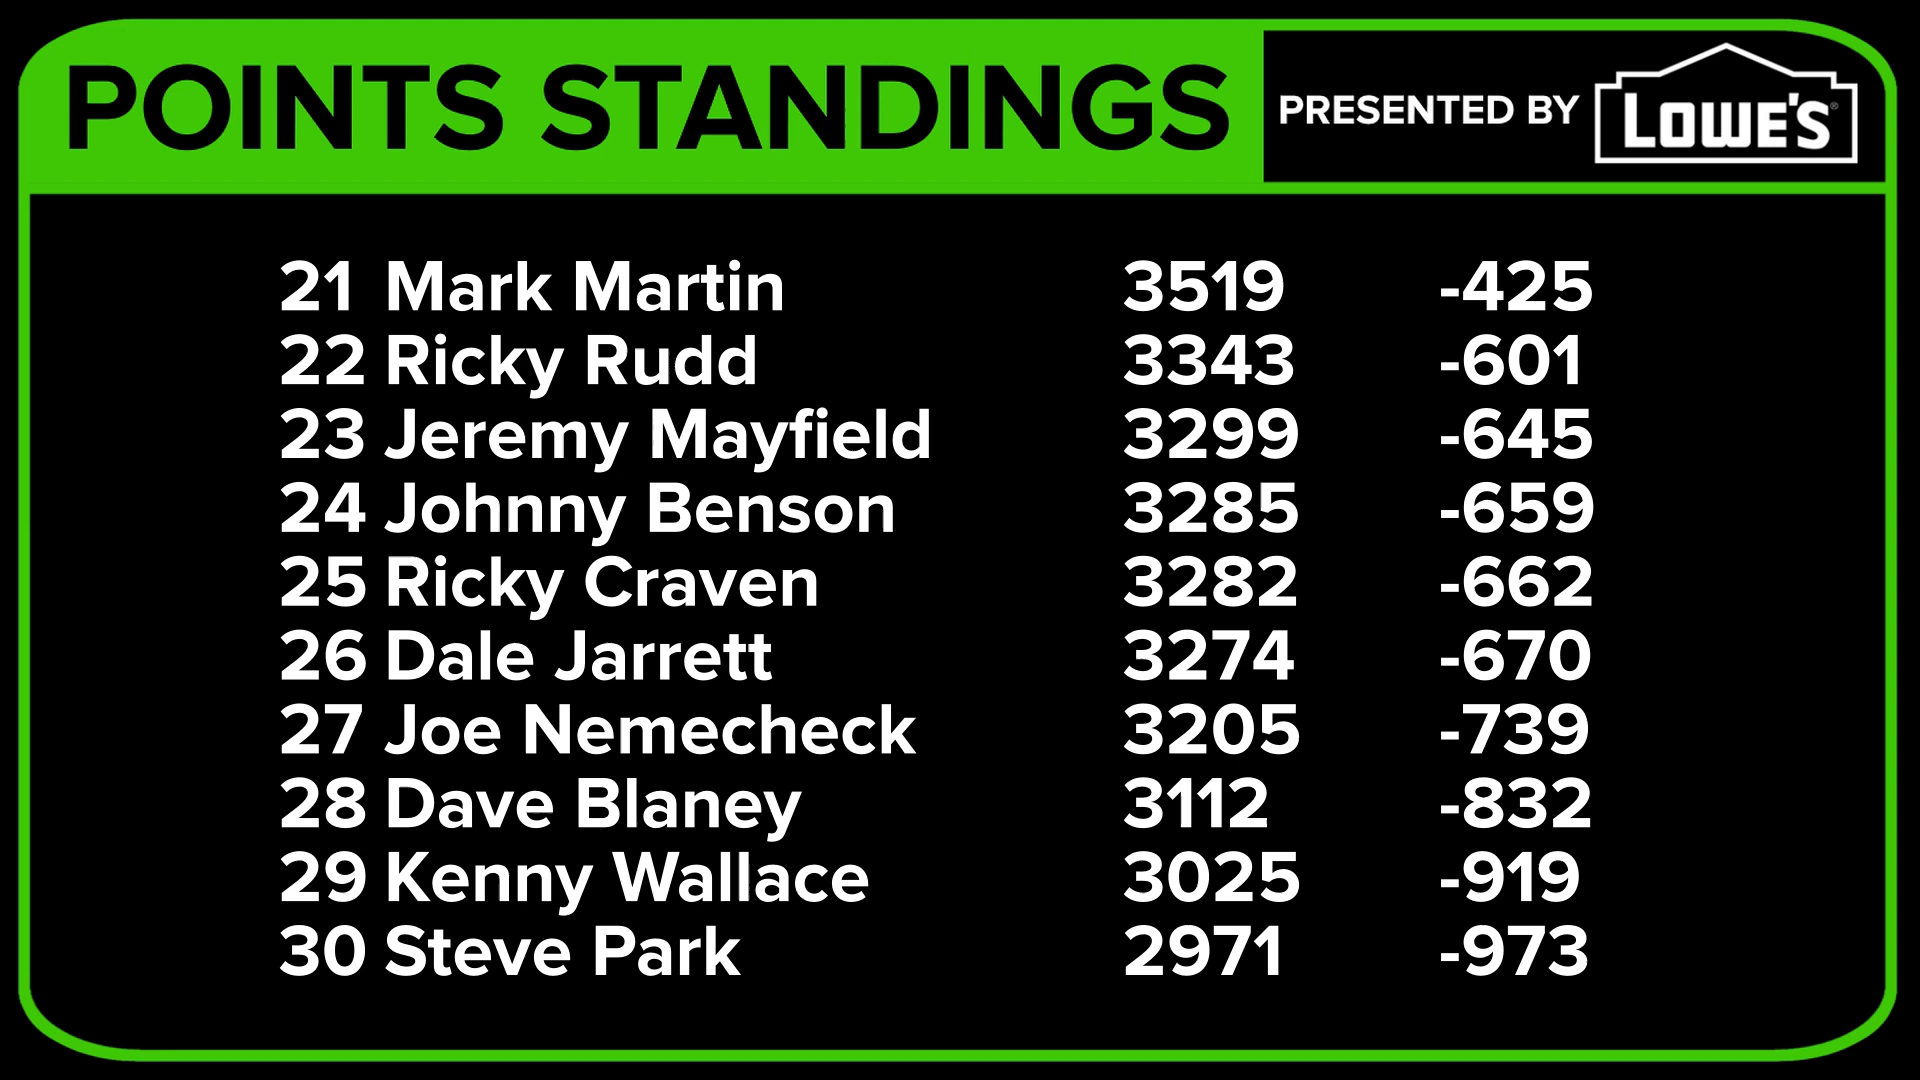 POINTS STANDINGS PRESENTED BY LOWE'S®
21 Mark Martin 3519 -425
22 Ricky Rudd 3343 -601
23 Jeremy Mayfield 3299 -645
24 Johnny Benson 3285 -659
25 Ricky Craven 3282 -662
26 Dale Jarrett 3274 -670
27 Joe Nemecheck 3205 -739
28 Dave Blaney 3112 -832
29 Kenny Wallace 3025 -919
30 Steve Park 2971 -973